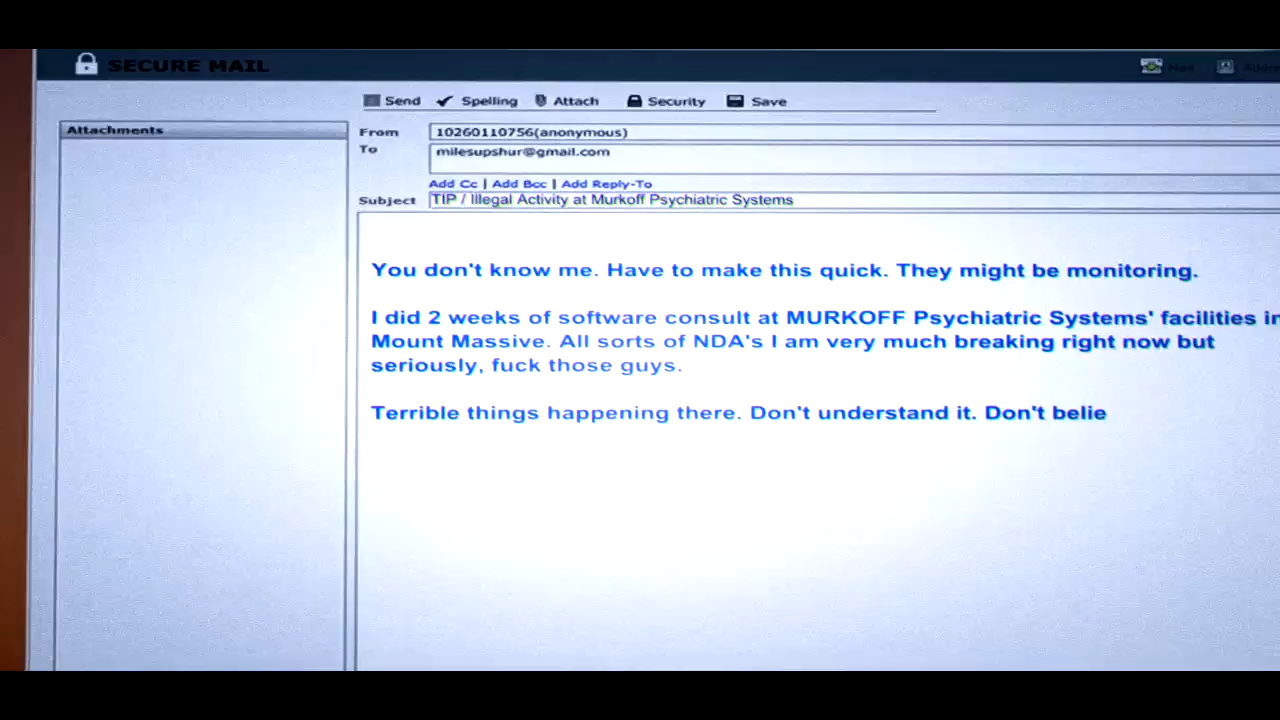 SECURE MAIL
Send Spelling Attach Security Save
Attachments
From 10260110756(anonymous)
To milesupshur@gmail.com
Add Cc | Add Bcc | Add Reply-To
Subject TIP / Illegal Activity at Murkoff Psychiatric Systems
You don't know me. Have to make this quick. They might be monitoring.
I did 2 weeks of software consult at MURKOFF Psychiatric Systems' facilities in
Mount Massive. All sorts of NDA's I am very much breaking right now but
seriously, fuck those guys.
Terrible things happening there. Don't understand it. Don't belie